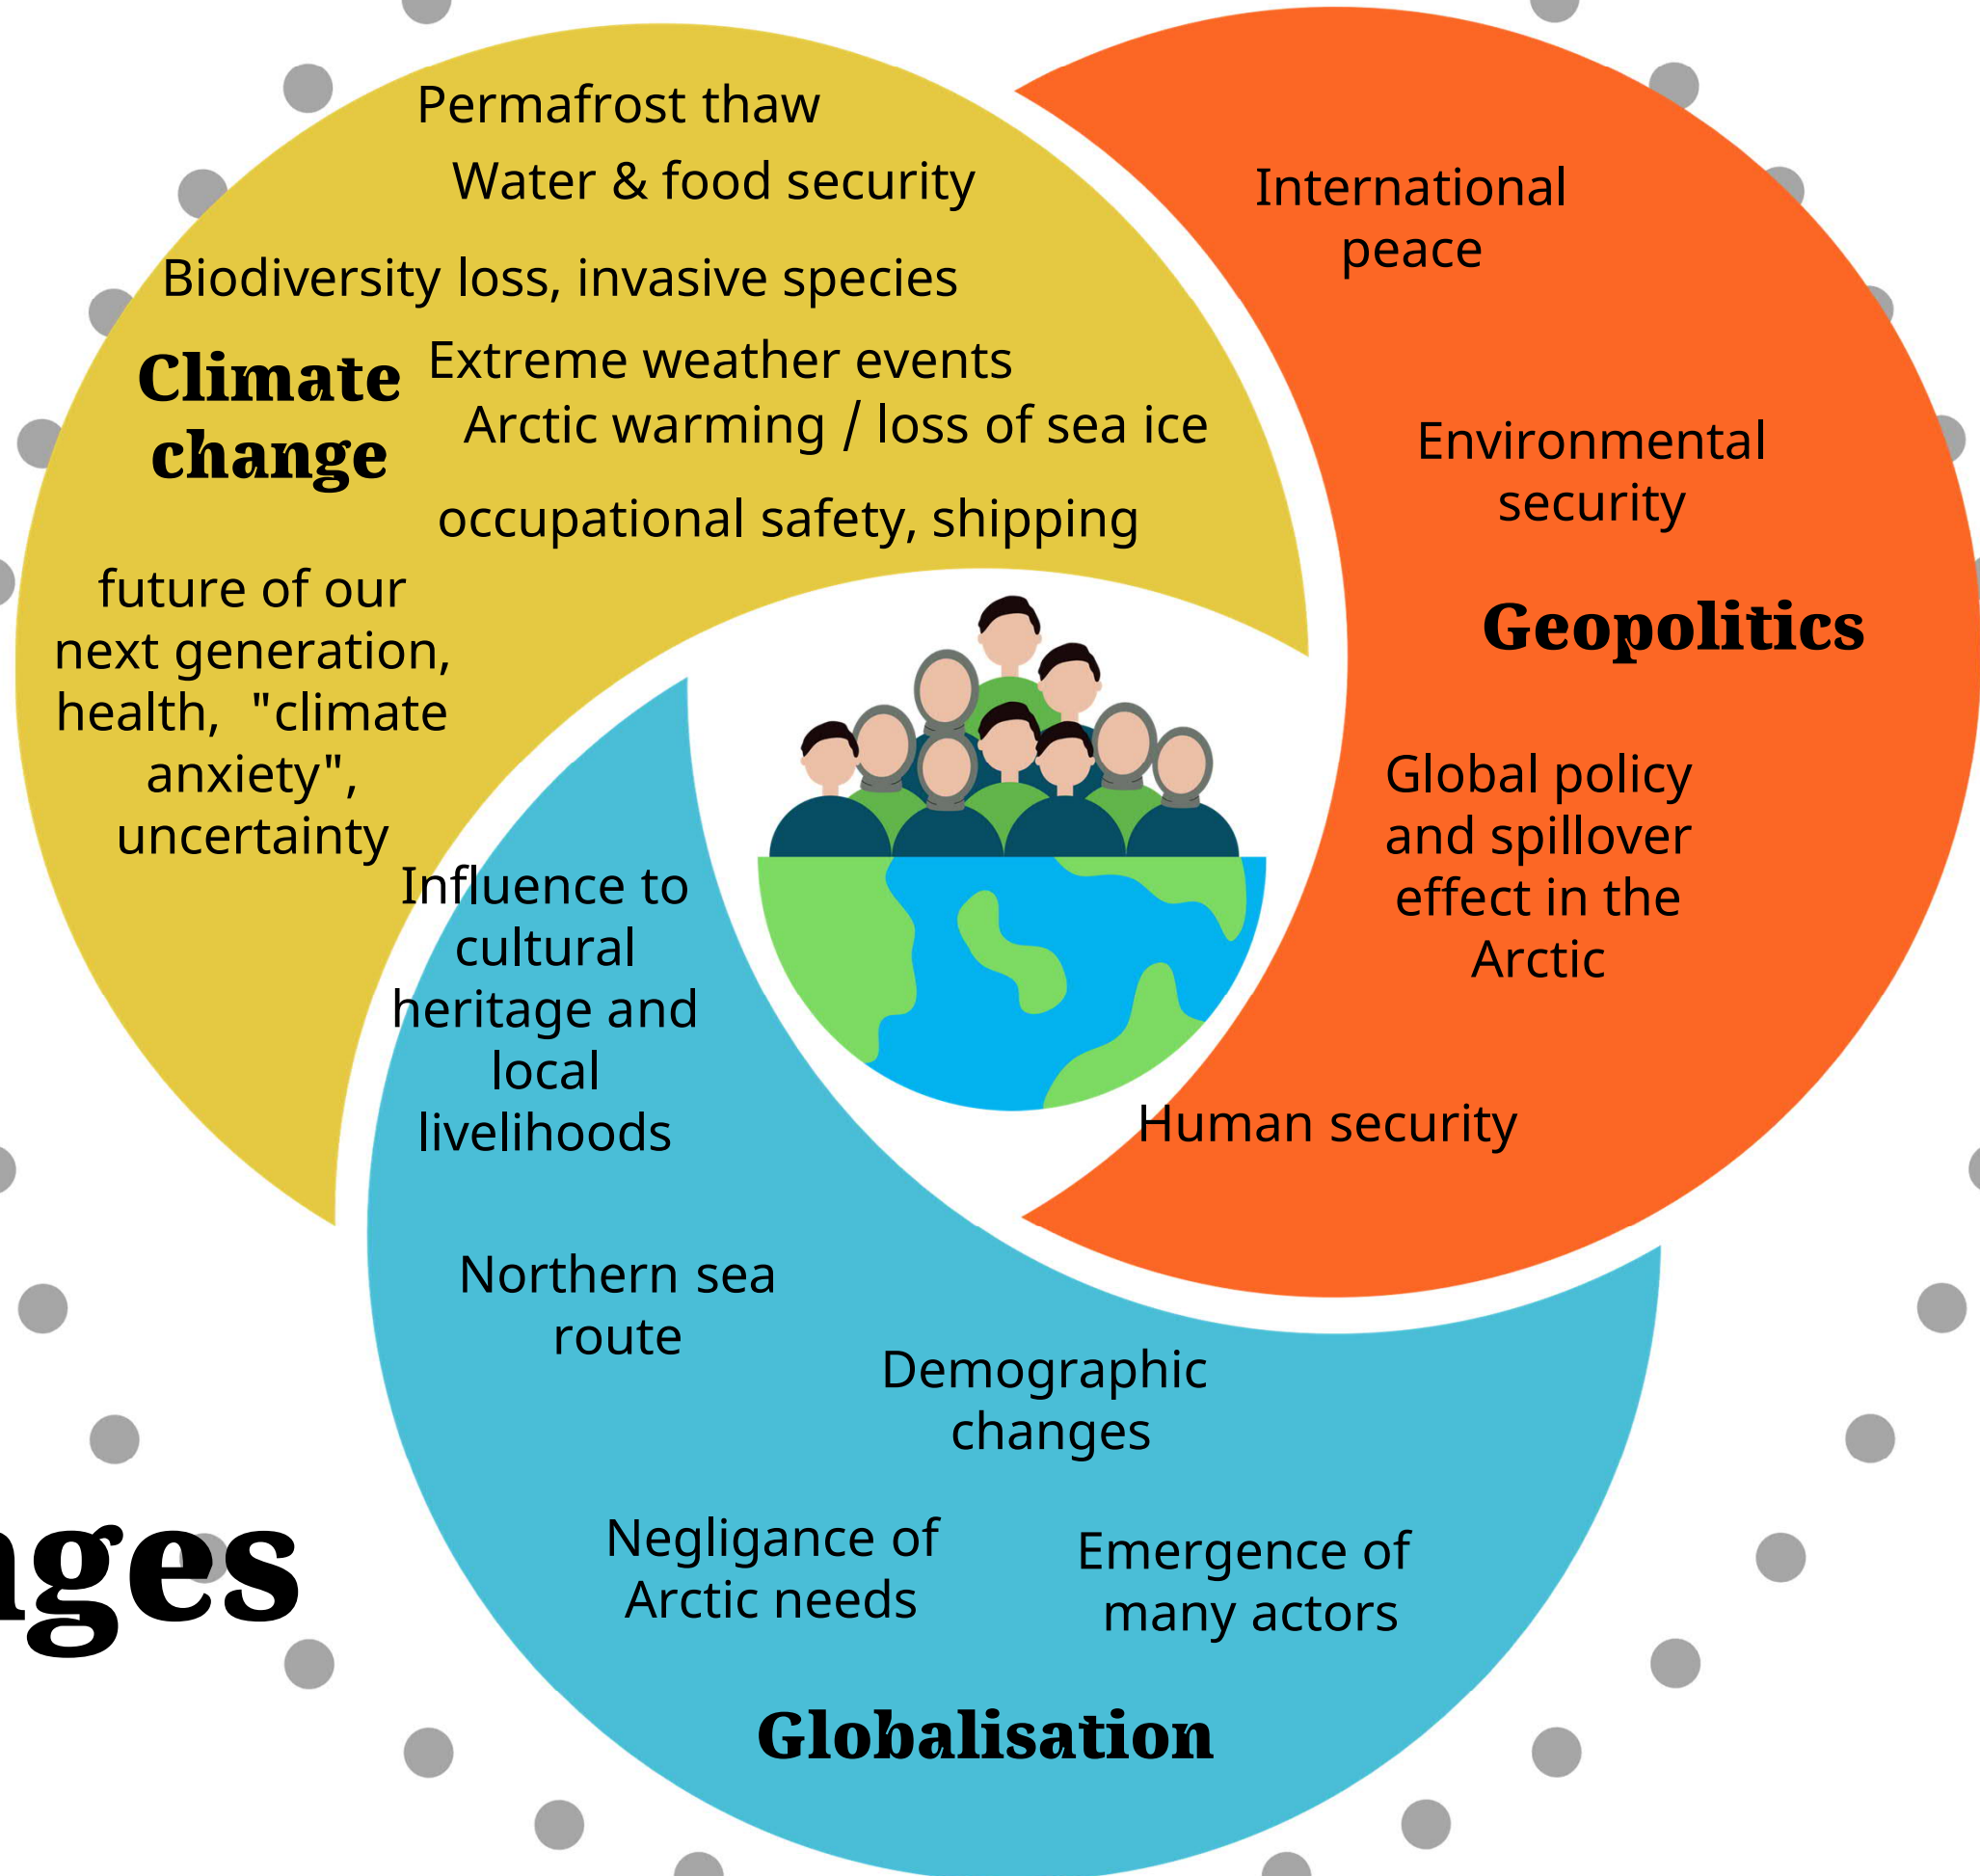 Permafrost thaw
Water & food security
Biodiversity loss, invasive species
Climate
change
Extreme weather events
Arctic warming / loss of sea ice
occupational safety, shipping
future of our
next generation,
health,  "climate
anxiety",
uncertainty
International
peace
Environmental
security
Geopolitics
Global policy
and spillover
effect in the
Arctic
Human security
Influence to
cultural
heritage and
local
livelihoods
Northern sea
route
Demographic
changes
Negligance of
Arctic needs
Emergence of
many actors
Globalisation